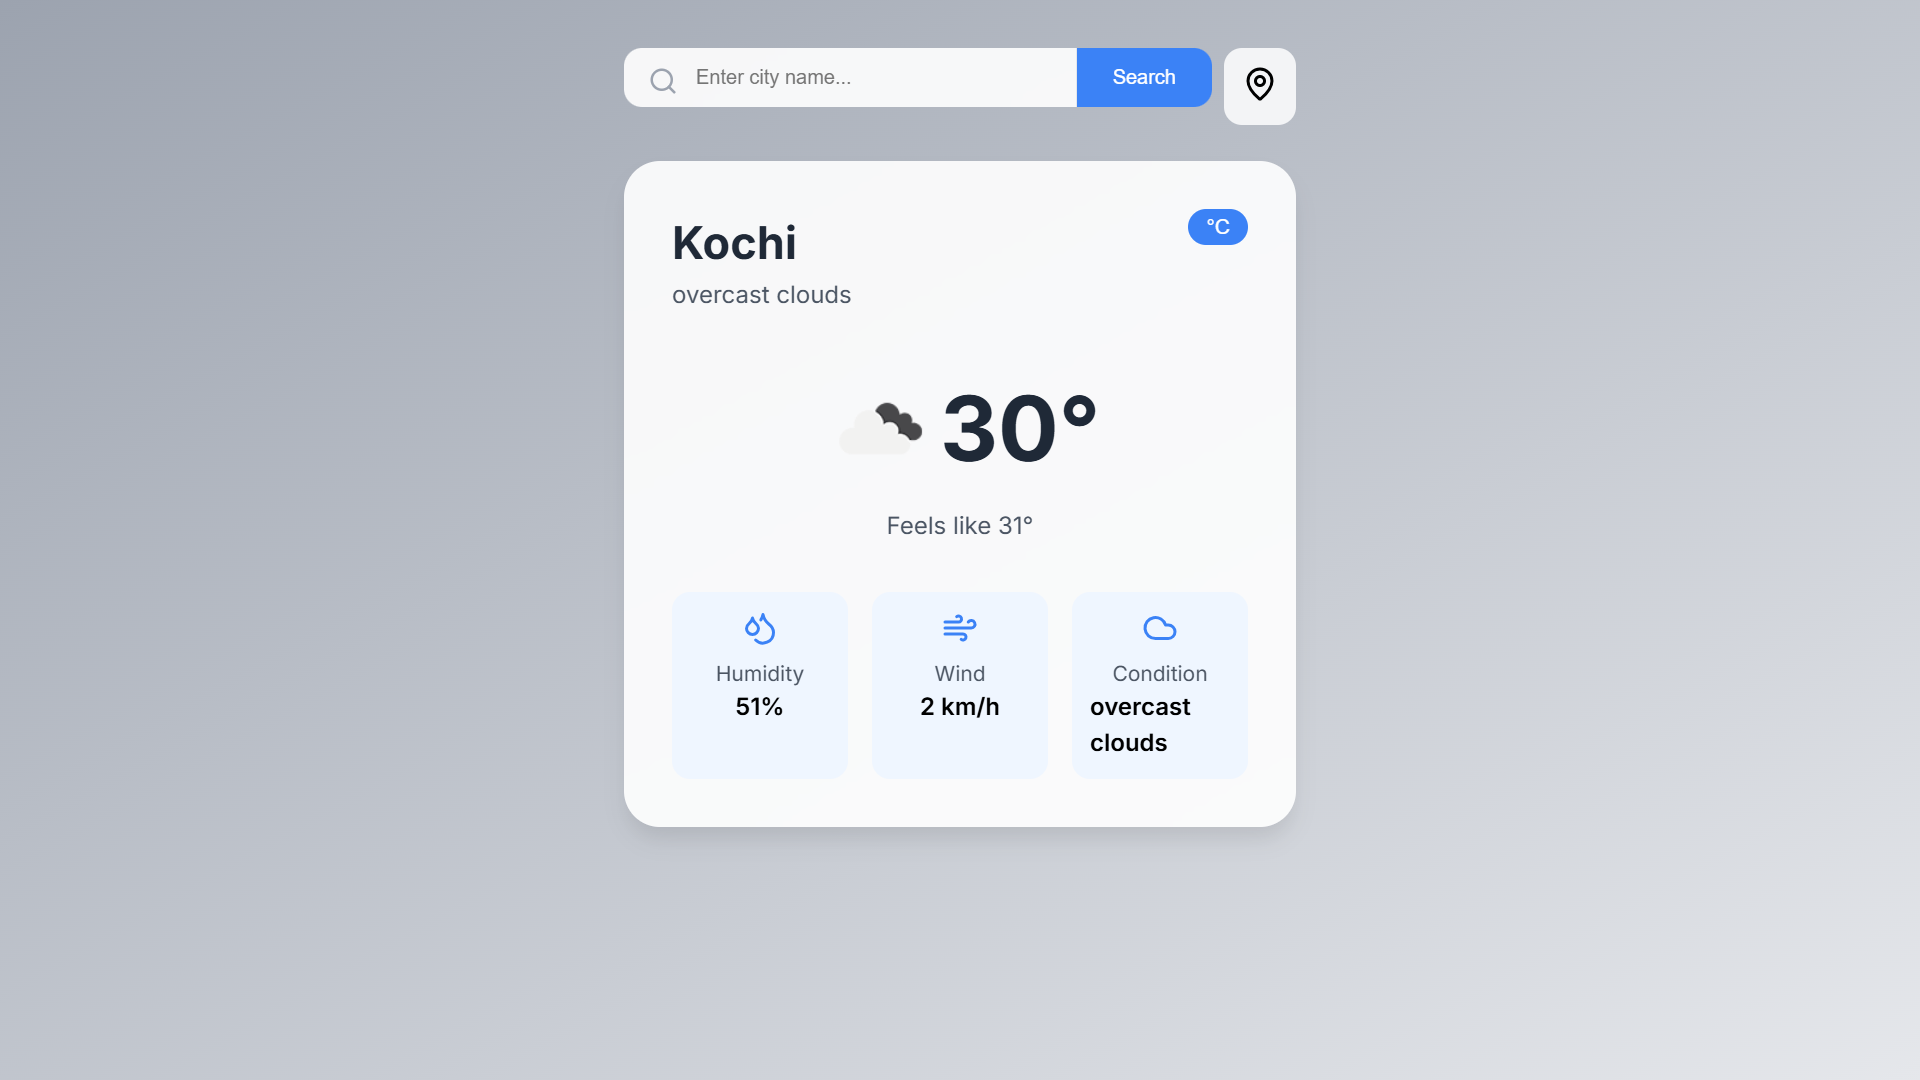 Enter city name...
Search
Kochi
°C
overcast clouds
30°
Feels like 31°
Humidity
51%
Wind
2 km/h
Condition
overcast
clouds